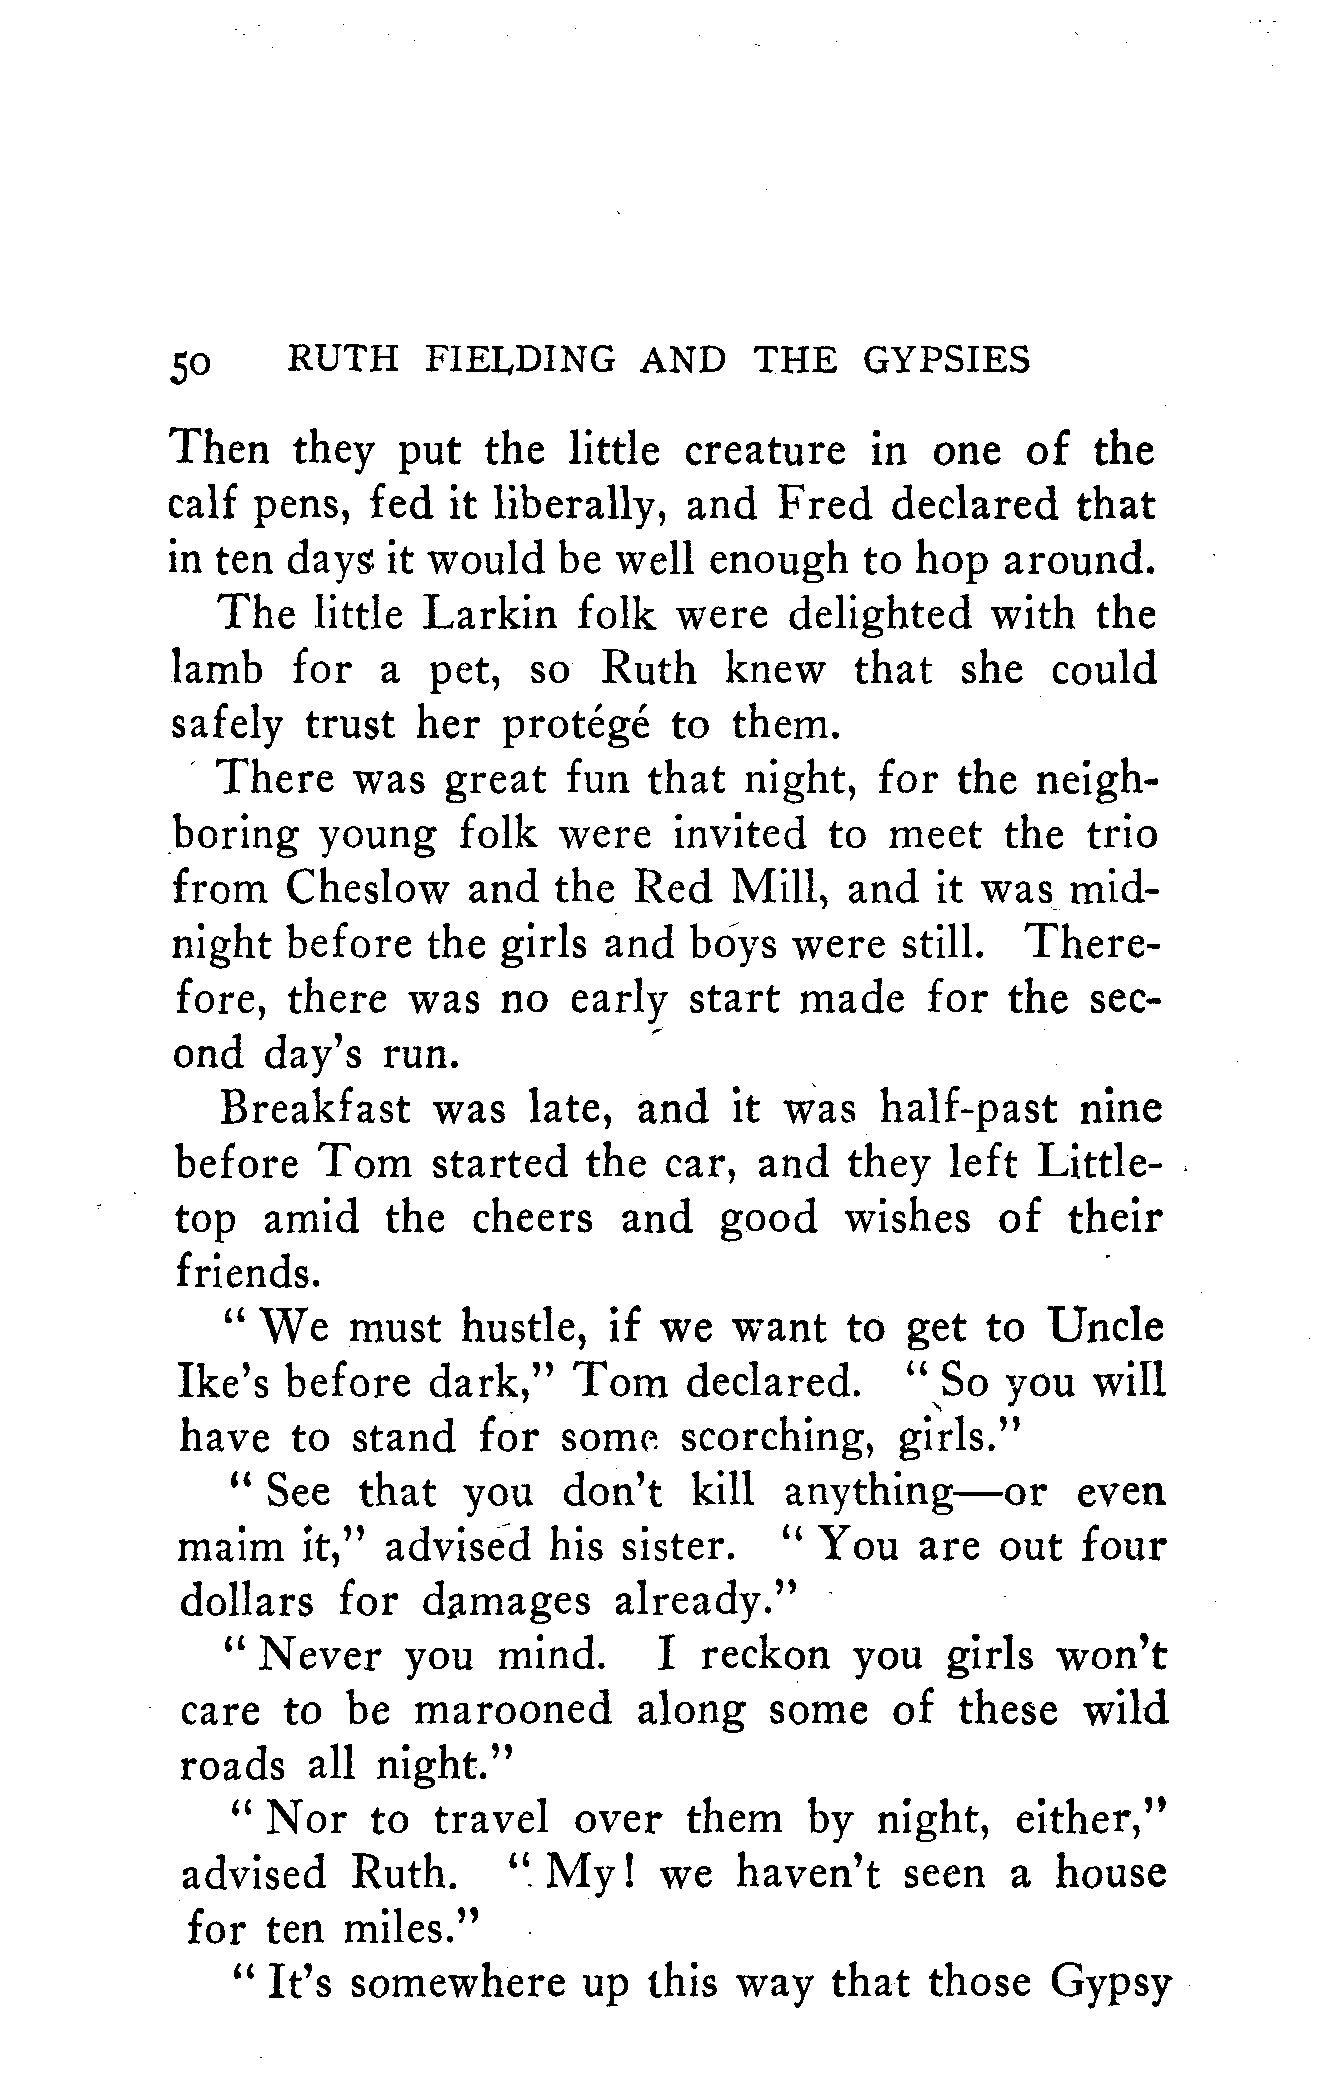 50 RUTH FIELDING AND THE GYPSIES
Then they put the little creature in one of the
calf pens, fed it liberally, and Fred declared that
in ten days it would be well enough to hop around.
The little Larkin folk were delighted with the
lamb for a pet, so Ruth knew that she could
safely trust her protégé to them.
There was great fun that night, for the neigh-
boring young folk were invited to meet the trio
from Cheslow and the Red Mill, and it was mid-
night before the girls and boys were still. There-
fore, there was no early start made for the sec-
ond day's run.
Breakfast was late, and it was half-past nine
before Tom started the car, and they left Little-
top amid the cheers and good wishes of their
friends.
"We must hustle, if we want to get to Uncle
Ike's before dark," Tom declared. "So you will
have to stand for some scorching, girls."
"See that you don't kill anything—or even
maim it," advised his sister. "You are out four
dollars for damages already."
"Never you mind. I reckon you girls won't
care to be marooned along some of these wild
roads all night."
"Nor to travel over them by night, either,"
advised Ruth. "My! we haven't seen a house
for ten miles."
"It's somewhere up this way that those Gypsy